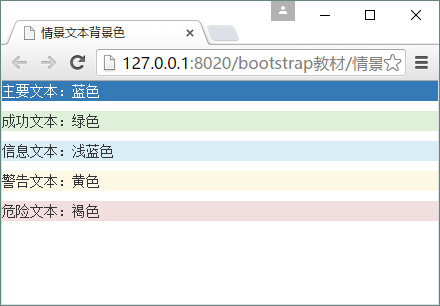 情景文本背景色
127.0.0.1:8020/bootstrap教材/情景
主要文本：蓝色
成功文本：绿色
信息文本：浅蓝色
警告文本：黄色
危险文本：褐色